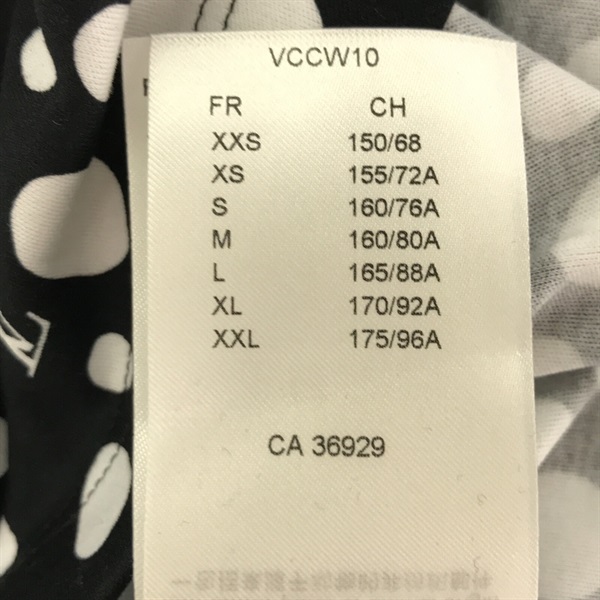 VCCW10
FR CH
XXS 150/68
XS 155/72A
S 160/76A
M 160/80A
L 165/88A
XL 170/92A
XXL 175/96A
CA 36929